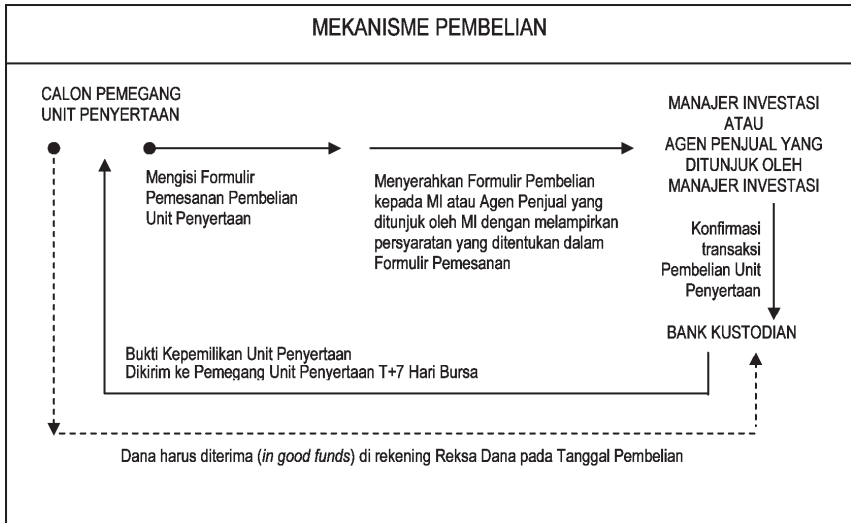 MEKANISME PEMBELIAN
CALON PEMEGANG
UNIT PENYERTAAN
Mengisi Formulir
Pemesanan Pembelian
Unit Penyertaan
Menyerahkan Formulir Pembelian
kepada MI atau Agen Penjual yang
ditunjuk oleh MI dengan melampirkan
persyaratan yang ditentukan dalam
Formulir Pemesanan
MANAJER INVESTASI
ATAU
AGEN PENJUAL YANG
DITUNJUK OLEH
MANAJER INVESTASI
Konfirmasi
transaksi
Pembelian Unit
Penyertaan
BANK KUSTODIAN
Bukti Kepemilikan Unit Penyertaan
Dikirim ke Pemegang Unit Penyertaan T+7 Hari Bursa
Dana harus diterima (in good funds) di rekening Reksa Dana pada Tanggal Pembelian